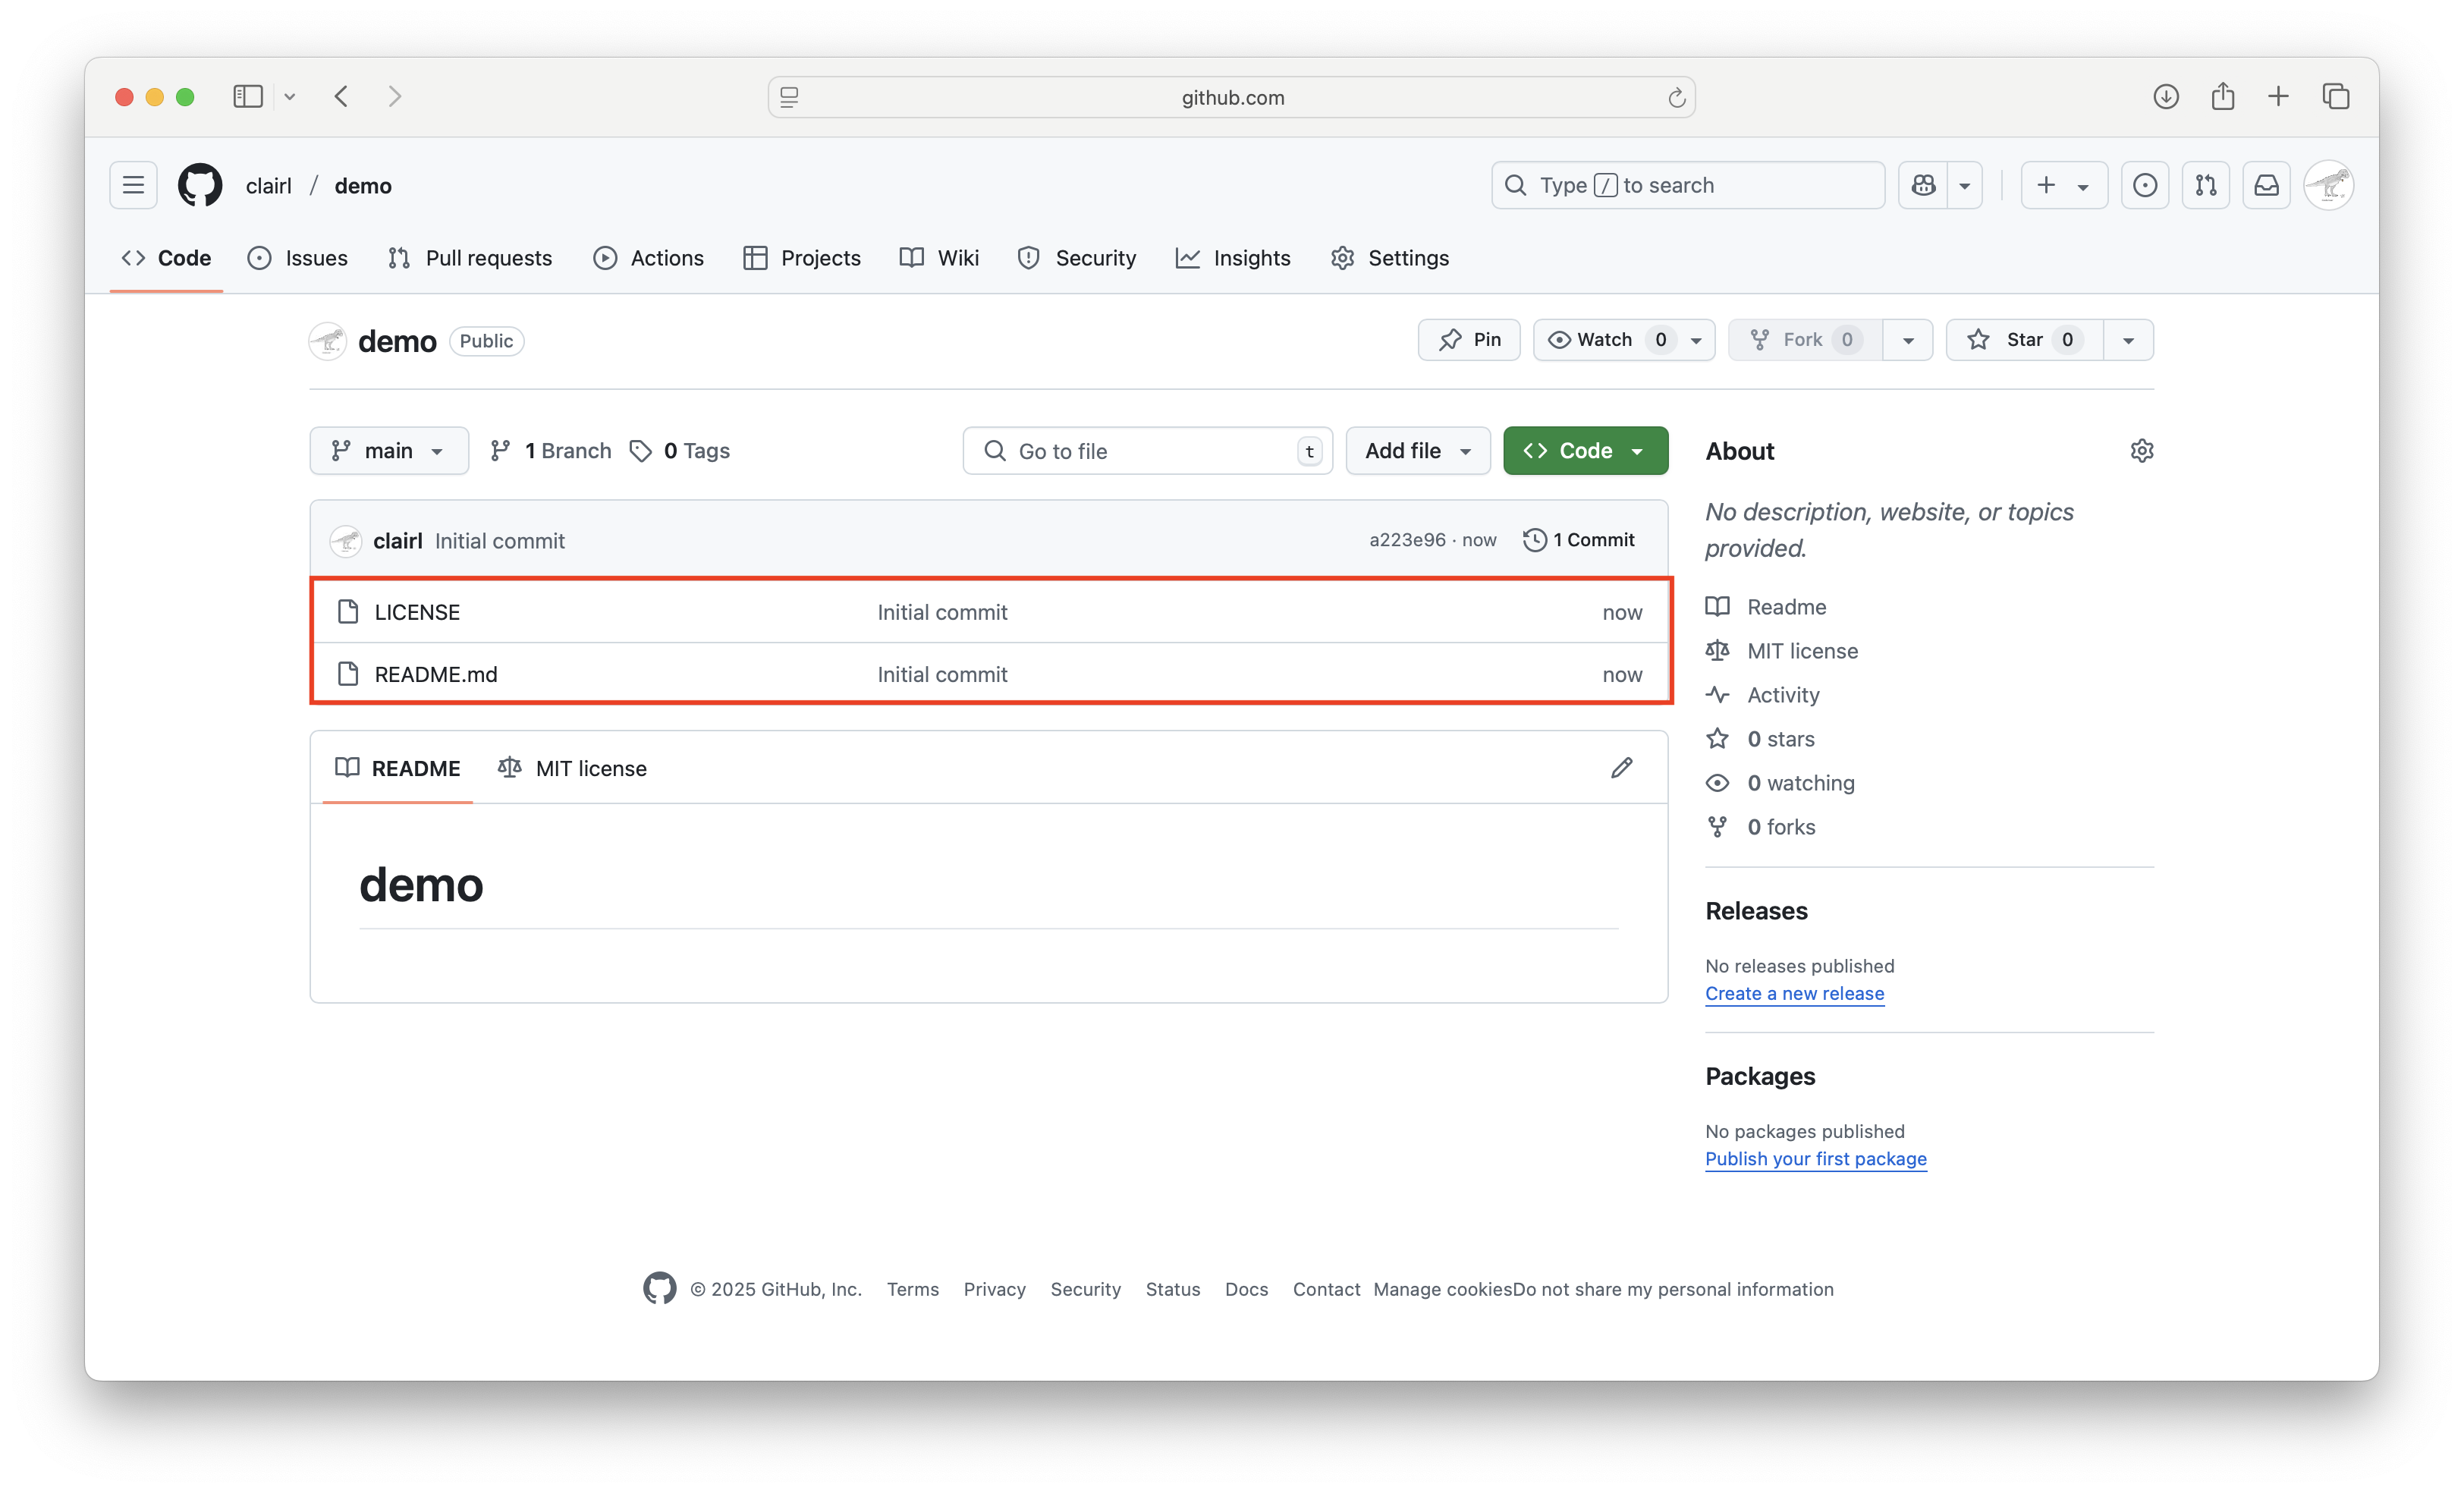 github.com
clairl / demo
Type / to search
Code Issues Pull requests Actions Projects Wiki Security Insights Settings
demo Public
Pin Watch 0 Fork 0 Star 0
main 1 Branch 0 Tags
Go to file t Add file Code
clairl Initial commit a223e96 · now 1 Commit
LICENSE Initial commit now
README.md Initial commit now
README MIT license
demo
About
No description, website, or topics
provided.
Readme
MIT license
Activity
0 stars
0 watching
0 forks
Releases
No releases published
Create a new release
Packages
No packages published
Publish your first package
© 2025 GitHub, Inc. Terms Privacy Security Status Docs Contact Manage cookiesDo not share my personal information